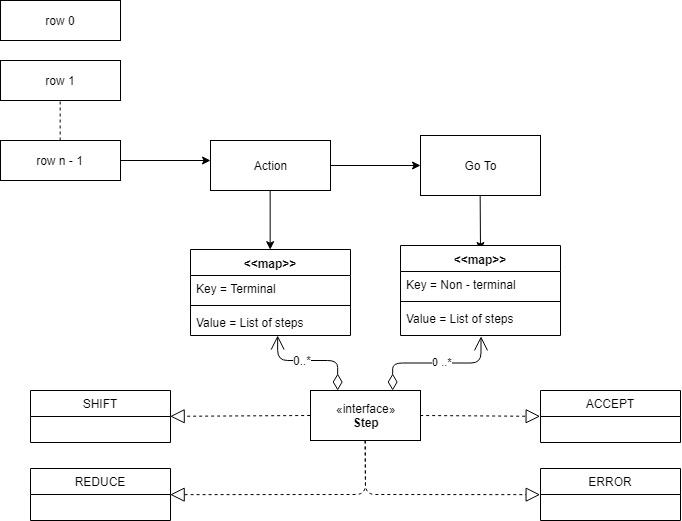 row 0
row 1
row n - 1
Action
Go To
<<map>>
Key = Terminal
Value = List of steps
<<map>>
Key = Non - terminal
Value = List of steps
0..*
0 ..*
«interface»
Step
SHIFT
ACCEPT
REDUCE
ERROR